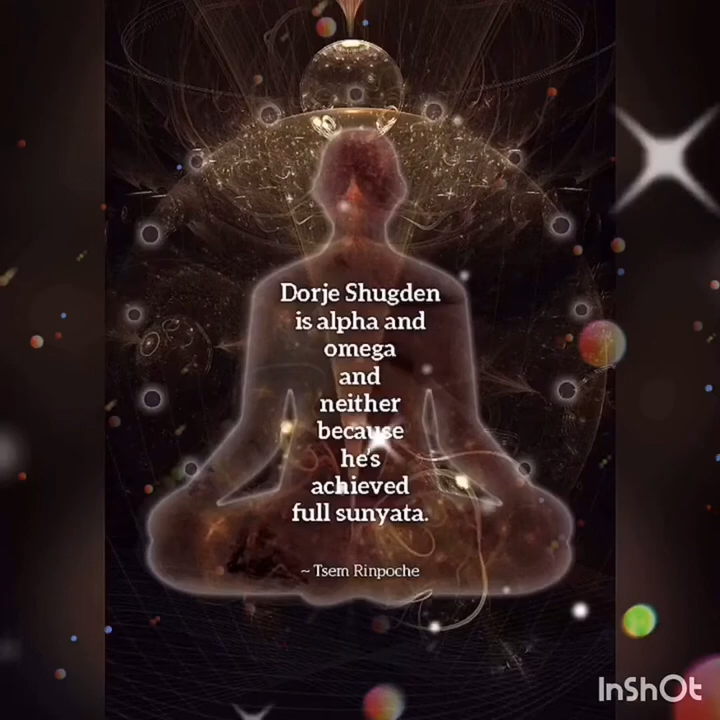 Dorje Shugden
is alpha and
omega
and
neither
because
he's
achieved
full sunyata.
~ Tsem Rinpoche
InShOt